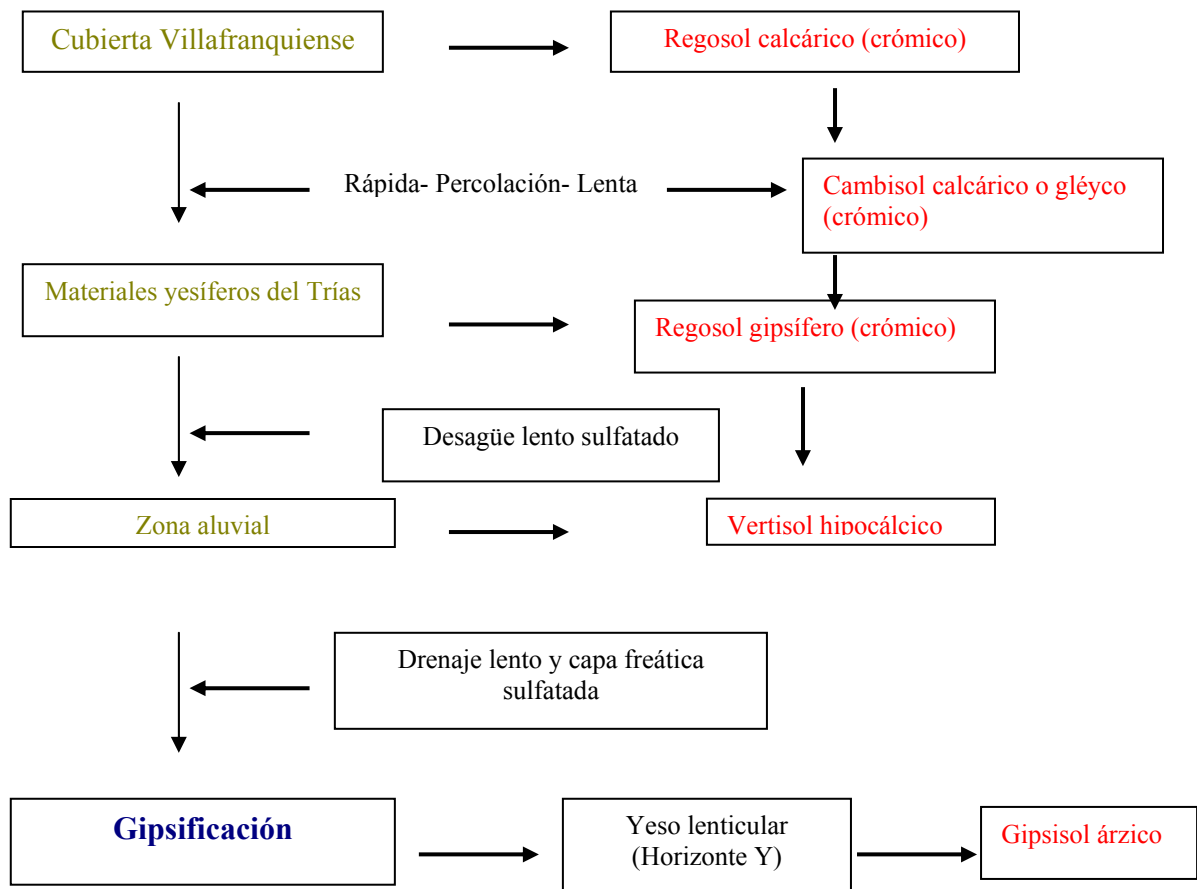 Cubierta Villafranquiense
Regosol calcárico (crómico)
Rápida- Percolación- Lenta
Cambisol calcárico o gléyco
(crómico)
Materiales yesíferos del Trías
Regosol gipsífero (crómico)
Desagüe lento sulfatado
Zona aluvial
Vertisol hipocálcico
Drenaje lento y capa freática
sulfatada
Gipsificación
Yeso lenticular
(Horizonte Y)
Gipsisol árzico